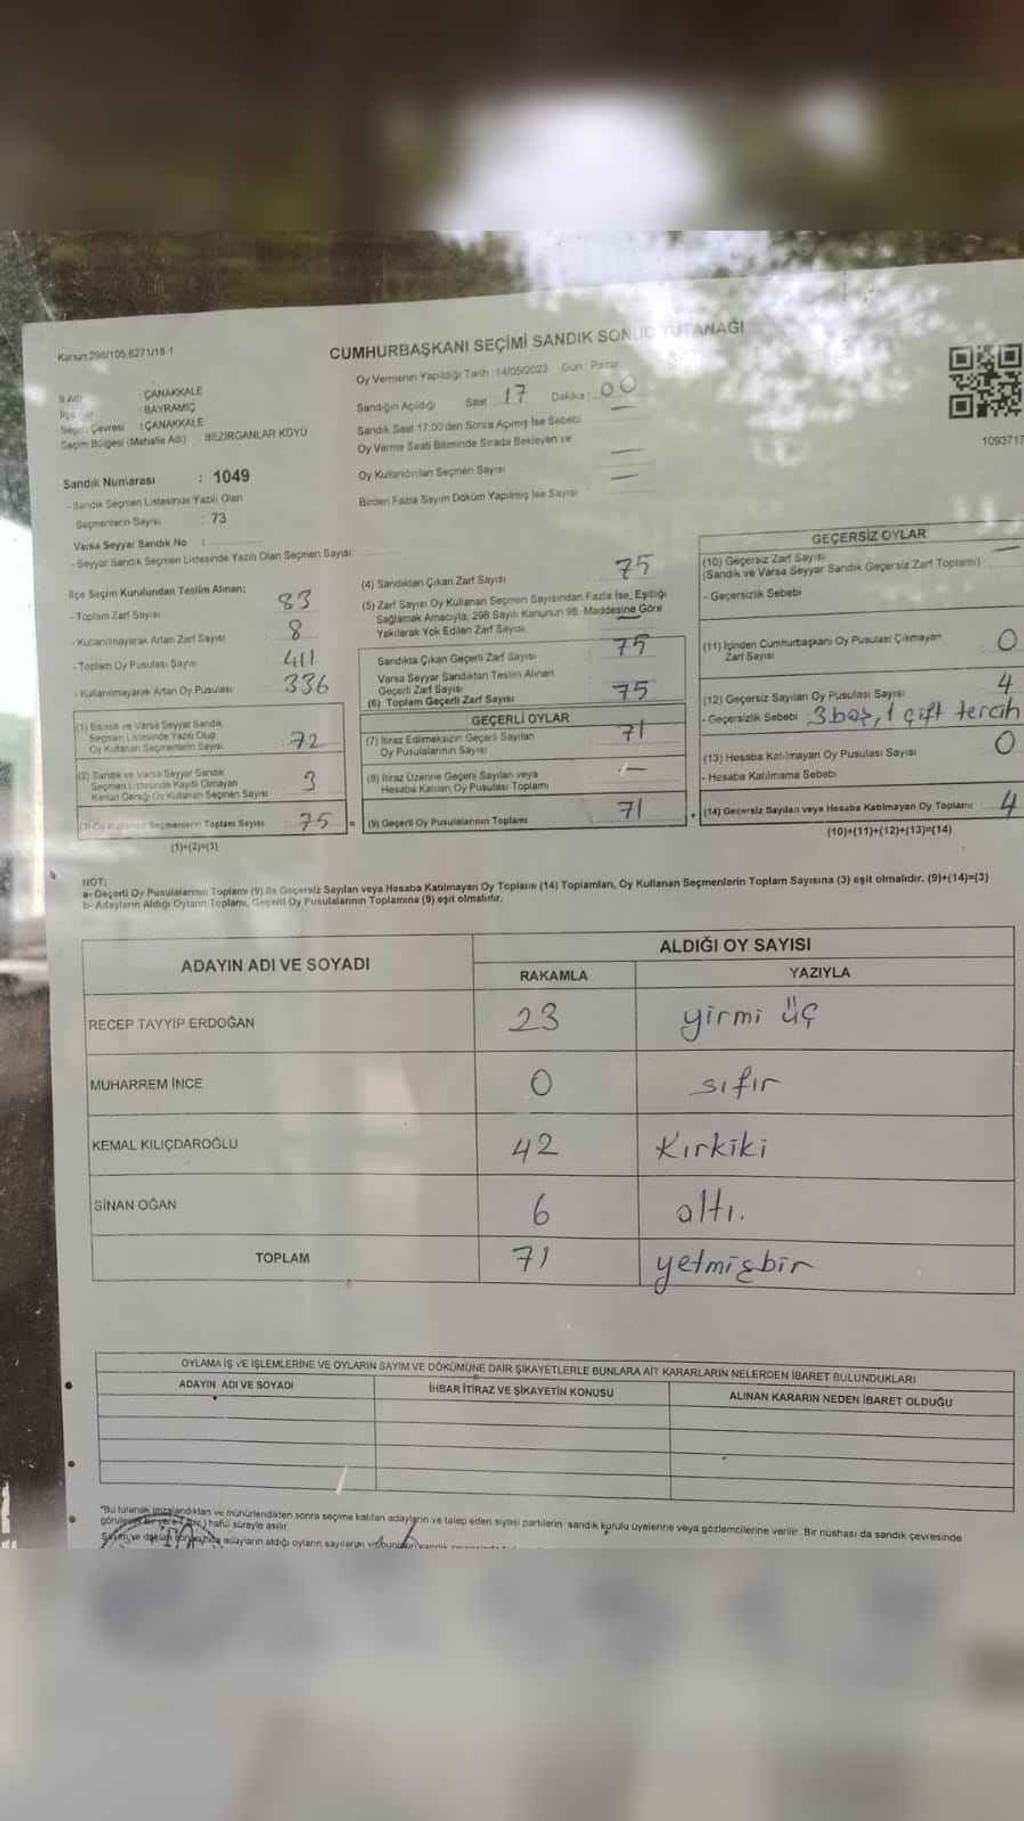 Kanun:298/105,6271/18-1
CUMHURBAŞKANI SEÇİMİ SANDIK SONUÇ TUTANAĞI
Oy Vermenin Yapıldığı Tarih :14/05/2023 Gün : Pazar
İl Adı : ÇANAKKALE
: BAYRAMİÇ
Seçim Çevresi : ÇANAKKALE
Seçim Bölgesi (Mahalle Adı) BEZİRGANLAR KÖYÜ
Sandığın Açıldığı Saat 17 Dakika 00
Sandık Saat 17:00'den Sonra Açımış İse Sebebi
Oy Verme Saati Bitiminde Sırada Bekleyen ve
Oy Kullandırılan Seçmen Sayısı
Birden Fazla Sayım Döküm Yapılmış İse Sayısı
1093717
Sandık Numarası : 1049
- Sandık Seçmen Listesinde Yazılı Olan
Seçmenlerin Sayısı : 73
Varsa Seyyar Sandık No :
- Seyyar Sandık Seçmen Listesinde Yazılı Olan Seçmen Sayısı:
İlçe Seçim Kurulundan Teslim Alınan:
- Toplam Zarf Sayısı 83
- Kullanılmayarak Artan Zarf Sayısı 8
- Toplam Oy Pusulası Sayısı 411
- Kullanılmayarak Artan Oy Pusulası 336
(1) Sandık ve Varsa Seyyar Sandık
Seçmen Listesinde Yazılı Olup
Oy Kullanan Seçmenlerin Sayısı 72
(2) Sandık ve Varsa Seyyar Sandık
Seçmen Listesinde Kayıtlı Olmayan
Kanun Gereği Oy Kullanan Seçmen Sayısı 3
(3) Oy Kullanan Seçmenlerin Toplam Sayısı 75 =
(1)+(2)=(3)
(4) Sandıktan Çıkan Zarf Sayısı 75
(5) Zarf Sayısı Oy Kullanan Seçmen Sayısından Fazla İse, Eşitliği
Sağlamak Amacıyla; 298 Sayılı Kanunun 98. Maddesine Göre
Yakılarak Yok Edilen Zarf Sayısı
Sandıkta Çıkan Geçerli Zarf Sayısı 75
Varsa Seyyar Sandıktan Teslim Alınan
Geçerli Zarf Sayısı
(6) Toplam Geçerli Zarf Sayısı 75
GEÇERLİ OYLAR
(7) İtiraz Edilmeksizin Geçerli Sayılan
Oy Pusulalarının Sayısı 71
(8) İtiraz Üzerine Geçerli Sayılan veya
Hesaba Katılan Oy Pusulası Toplamı —
(9) Geçerli Oy Pusulalarının Toplamı 71 +
GEÇERSİZ OYLAR
(10) Geçersiz Zarf Sayısı —
(Sandık ve Varsa Seyyar Sandık Geçersiz Zarf Toplamı)
- Geçersizlik Sebebi
(11) İçinden Cumhurbaşkanı Oy Pusulası Çıkmayan
Zarf Sayısı 0
(12) Geçersiz Sayılan Oy Pusulası Sayısı 4
- Geçersizlik Sebebi 3 boş, 1 çift tercih
(13) Hesaba Katılmayan Oy Pusulası Sayısı 0
- Hesaba Katılmama Sebebi
(14) Geçersiz Sayılan veya Hesaba Katılmayan Oy Toplamı 4
(10)+(11)+(12)+(13)=(14)
NOT:
a- Geçerli Oy Pusulalarının Toplamı (9) ile Geçersiz Sayılan veya Hesaba Katılmayan Oy Toplamı (14) Toplamları, Oy Kullanan Seçmenlerin Toplam Sayısına (3) eşit olmalıdır. (9)+(14)=(3)
b- Adayların Aldığı Oyların Toplamı, Geçerli Oy Pusulalarının Toplamına (9) eşit olmalıdır.
ADAYIN ADI VE SOYADI
ALDIĞI OY SAYISI
RAKAMLA YAZIYLA
RECEP TAYYİP ERDOĞAN 23 yirmi üç
MUHARREM İNCE 0 sıfır
KEMAL KILIÇDAROĞLU 42 Kırkiki
SİNAN OĞAN 6 altı.
TOPLAM 71 yetmişbir
OYLAMA İŞ VE İŞLEMLERİNE VE OYLARIN SAYIM VE DÖKÜMÜNE DAİR ŞİKAYETLERLE BUNLARA AİT KARARLARIN NELERDEN İBARET BULUNDUKLARI
ADAYIN ADI VE SOYADI İHBAR İTİRAZ VE ŞİKAYETİN KONUSU ALINAN KARARIN NEDEN İBARET OLDUĞU
*Bu tutanak imzalandıktan ve mühürlendikten sonra seçime katılan adayların ve talep eden siyasi partilerin sandık kurulu üyelerine veya gözlemcilerine verilir. Bir nüshası da sandık çevresinde
hafta süreyle asılır.
Sayım ve döküm adayların aldığı oyların sayıları